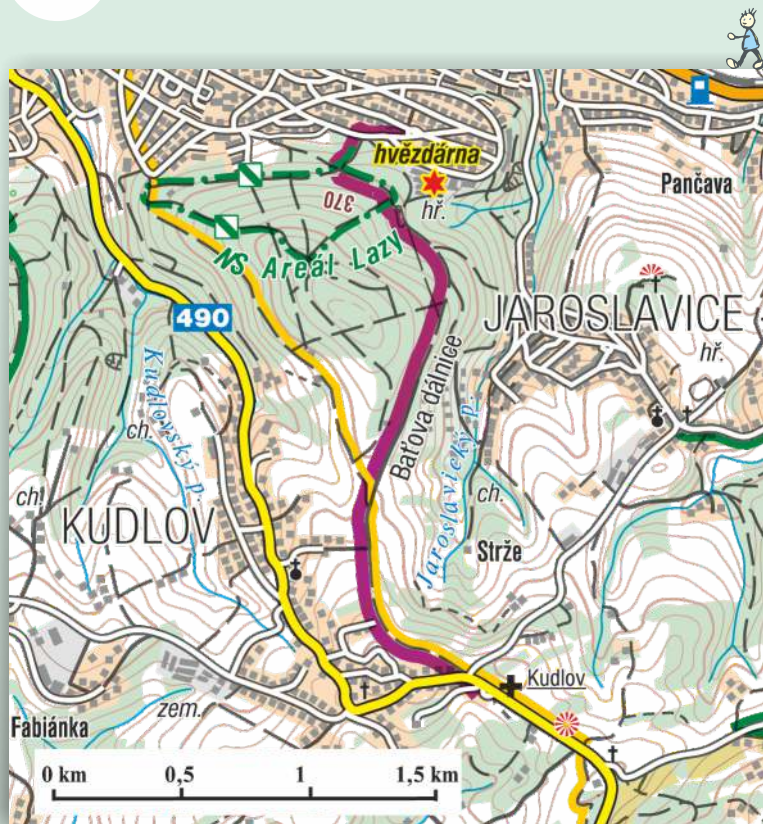 hvězdárna
370
hř.
Pančava
NS Areál Lazy
490
JAROSLAVICE
hř.
Kudlovský p.
Baťova dálnice
Jaroslavický p.
ch.
ch.
ch.
KUDLOV
Strže
Kudlov
zem.
Fabiánka
0 km
0,5
1
1,5 km